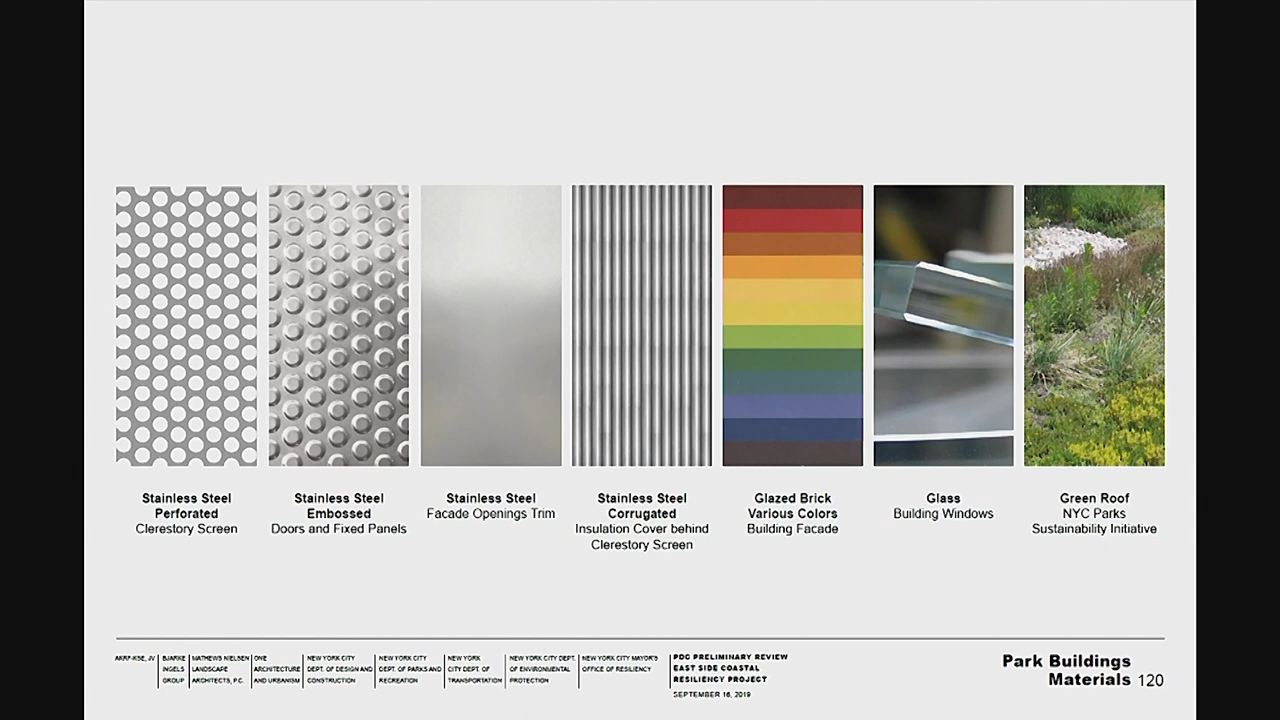 Stainless Steel
Perforated
Clerestory Screen
Stainless Steel
Embossed
Doors and Fixed Panels
Stainless Steel
Facade Openings Trim
Stainless Steel
Corrugated
Insulation Cover behind
Clerestory Screen
Glazed Brick
Various Colors
Building Facade
Glass
Building Windows
Green Roof
NYC Parks
Sustainability Initiative
AKRF-KSE, JV
BJARKE
INGELS
GROUP
MATHEWS NIELSEN
LANDSCAPE
ARCHITECTS, P.C.
ONE
ARCHITECTURE
AND URBANISM
NEW YORK CITY
DEPT. OF DESIGN AND
CONSTRUCTION
NEW YORK CITY
DEPT. OF PARKS AND
RECREATION
NEW YORK
CITY DEPT. OF
TRANSPORTATION
NEW YORK CITY DEPT.
OF ENVIRONMENTAL
PROTECTION
NEW YORK CITY MAYOR'S
OFFICE OF RESILIENCY
PDC PRELIMINARY REVIEW
EAST SIDE COASTAL
RESILIENCY PROJECT
SEPTEMBER 16, 2019
Park Buildings
Materials 120